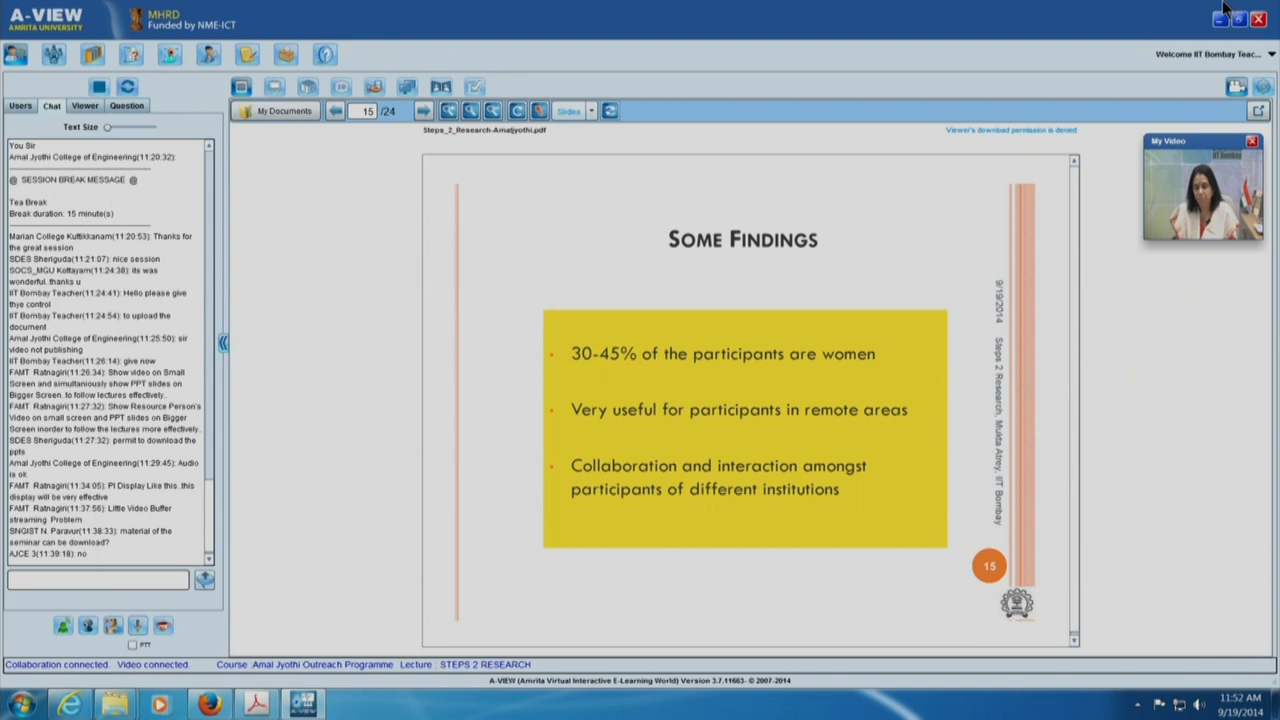 A-VIEW
AMRITA UNIVERSITY
MHRD
Funded by NME-ICT
Welcome IIT Bombay Teac...
Users Chat Viewer Question
Text Size
You Sir
Amal Jyothi College of Engineering(11:20:32):
@ SESSION BREAK MESSAGE @
Tea Break
Break duration: 15 minute(s)
Marian College Kuttikkanam(11:20:53): Thanks for
the great session
SDES Sheriguda(11:21:07): nice session
SOCS_MGU Kottayam(11:24:38): its was
wonderful..thanks u
IIT Bombay Teacher(11:24:41): Hello please give
thye control
IIT Bombay Teacher(11:24:54): to upload the
document
Amal Jyothi College of Engineering(11:25:50): sir
video not publishing
IIT Bombay Teacher(11:26:14): give now
FAMT Ratnagiri(11:26:34): Show video on Small
Screen and simultaniously show PPT slides on
Bigger Screen. to follow lectures effectively.
FAMT Ratnagiri(11:27:32): Show Resource Person's
Video on small screen and PPT slides on Bigger
Screen inorder to follow the lectures more effectively.
SDES Sheriguda(11:27:32): permit to download the
ppts
Amal Jyothi College of Engineering(11:29:45): Audio
is ok
FAMT Ratnagiri(11:34:05): Pl Display Like this..this
display will be very effective
FAMT Ratnagiri(11:37:56): Little Video Buffer
streaming Problem
SNGIST N. Paravur(11:38:33): material of the
seminar can be download?
AJCE 3(11:39:18): no
PTT
My Documents 15 /24 Slides
Steps_2_Research-Amaljyothi.pdf
Viewer's download permission is denied
My Video
SOME FINDINGS
30-45% of the participants are women
Very useful for participants in remote areas
Collaboration and interaction amongst
participants of different institutions
9/19/2014 Steps 2 Research, Mukta Atrey, IIT Bombay
15
Collaboration connected Video connected Course : Amal Jyothi Outreach Programme Lecture : STEPS 2 RESEARCH
A-VIEW (Amrita Virtual Interactive E-Learning World) Version 3.7.11663- © 2007-2014
11:52 AM
9/19/2014